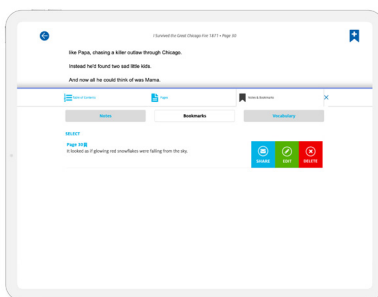 I Survived the Great Chicago Fire 1871 • Page 50
like Papa, chasing a killer outlaw through Chicago.
Instead he'd found two sad little kids.
And now all he could think of was Mama.
Table of Contents
Pages
Notes & Bookmarks
Notes
Bookmarks
Vocabulary
SELECT
Page 50
It looked as if glowing red snowflakes were falling from the sky.
SHARE
EDIT
DELETE